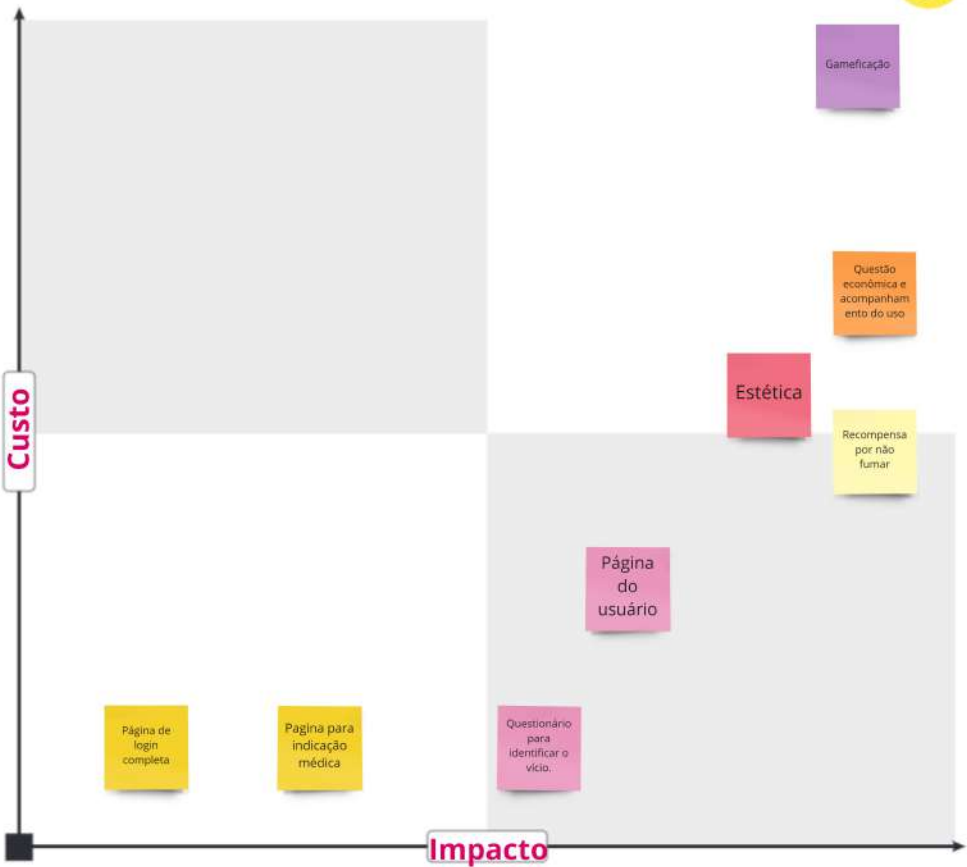 Gameficação
Questão
econômica e
acompanham
ento do uso
Estética
Custo
Recompensa
por não
fumar
Página
do
usuário
Página de
login
completa
Pagina para
indicação
médica
Questionário
para
identificar o
vício.
Impacto